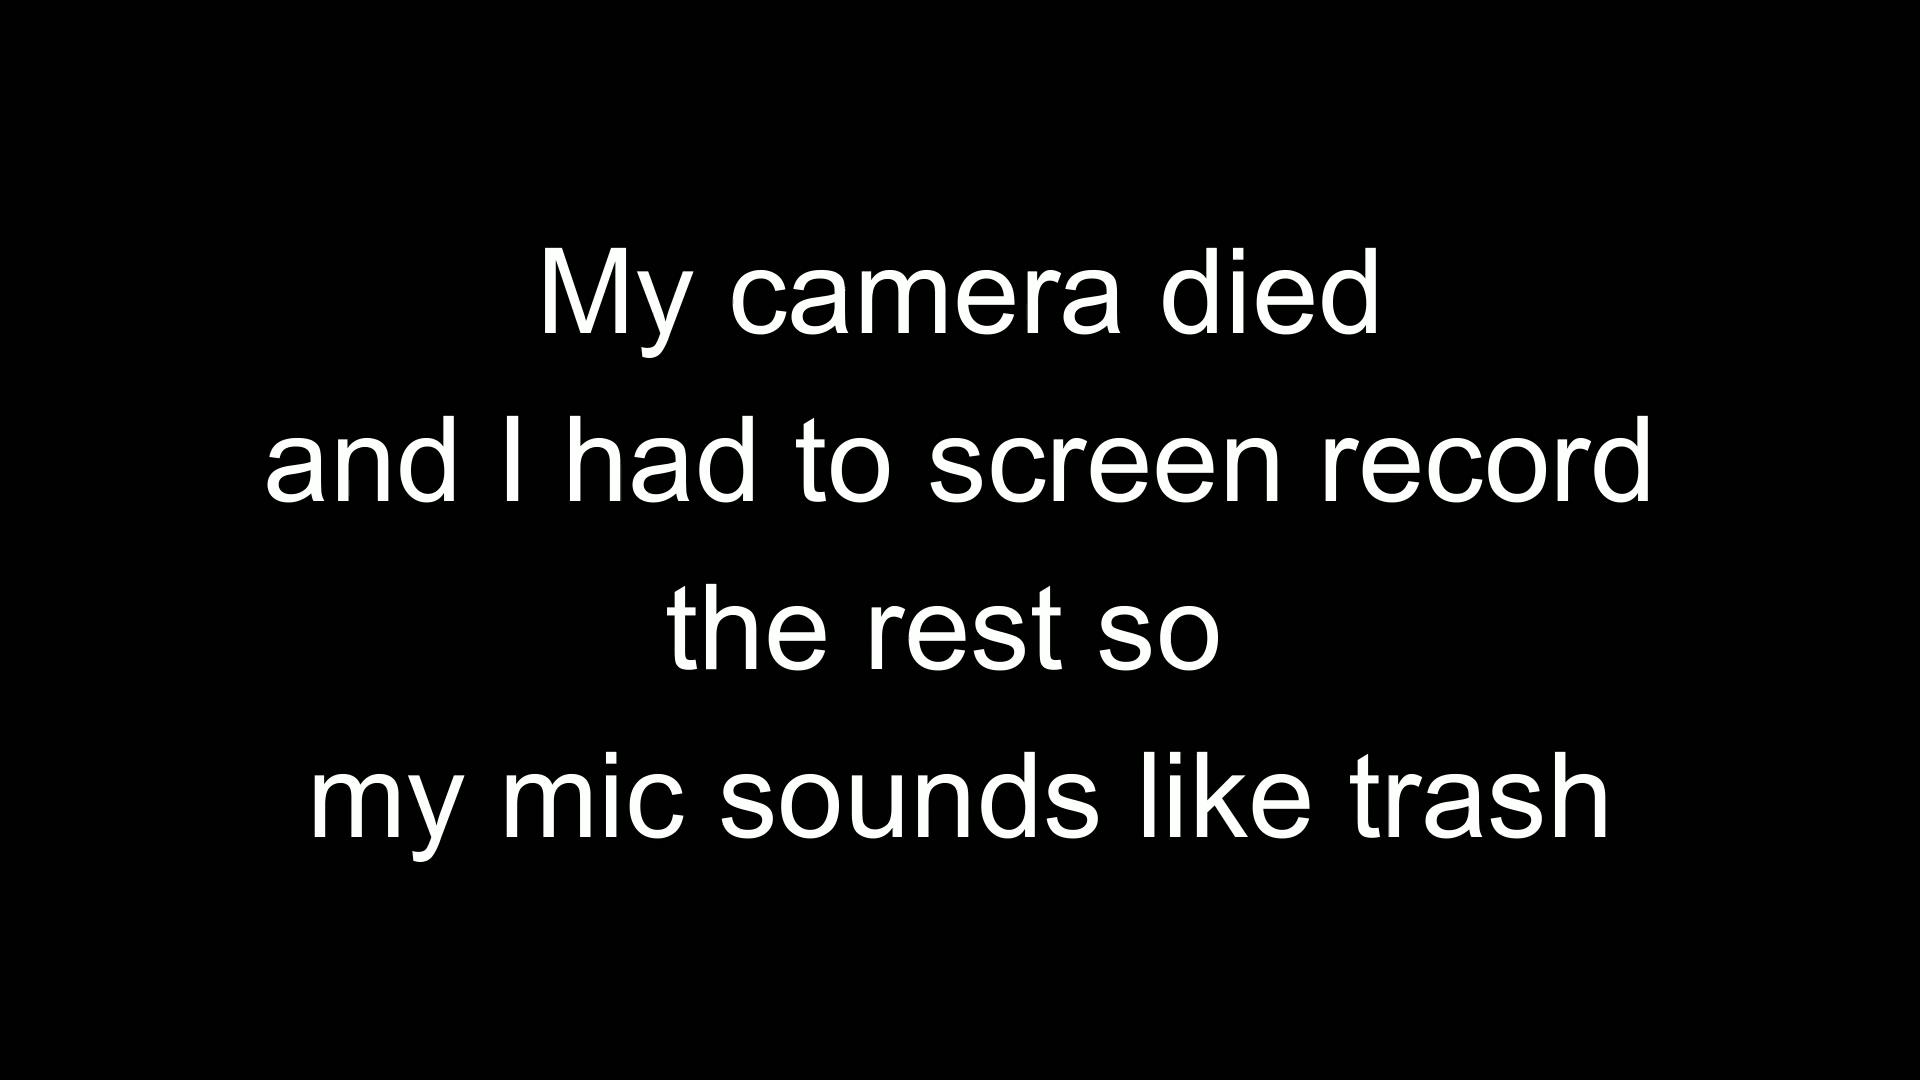 My camera died
and I had to screen record
the rest so
my mic sounds like trash